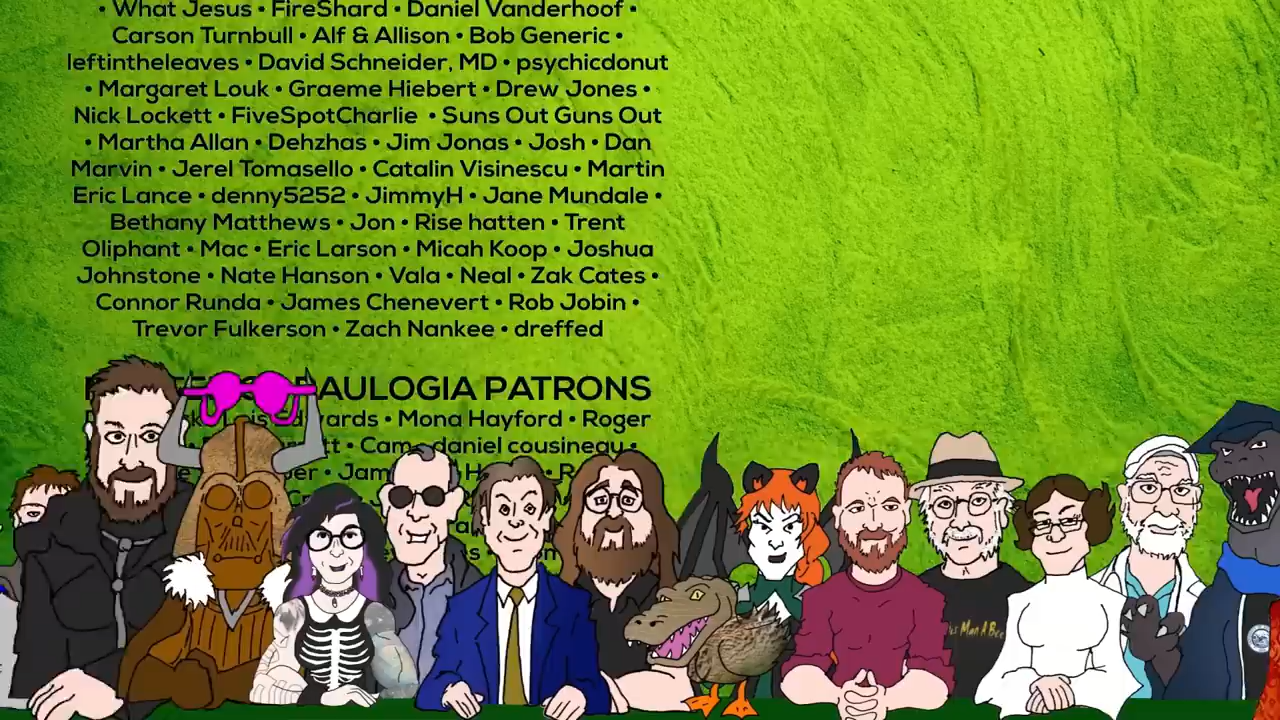 • What Jesus • FireShard • Daniel Vanderhoof •
Carson Turnbull • Alf & Allison • Bob Generic •
leftintheleaves • David Schneider, MD • psychicdonut
• Margaret Louk • Graeme Hiebert • Drew Jones •
Nick Lockett • FiveSpotCharlie • Suns Out Guns Out
• Martha Allan • Dehzhas • Jim Jonas • Josh • Dan
Marvin • Jerel Tomasello • Catalin Visinescu • Martin
Eric Lance • denny5252 • JimmyH • Jane Mundale •
Bethany Matthews • Jon • Rise hatten • Trent
Oliphant • Mac • Eric Larson • Micah Koop • Joshua
Johnstone • Nate Hanson • Vala • Neal • Zak Cates •
Connor Runda • James Chenevert • Rob Jobin •
Trevor Fulkerson • Zach Nankee • dreffed
PAULOGIA PATRONS
• Mona Hayford • Roger
• Cam • daniel cousineau •